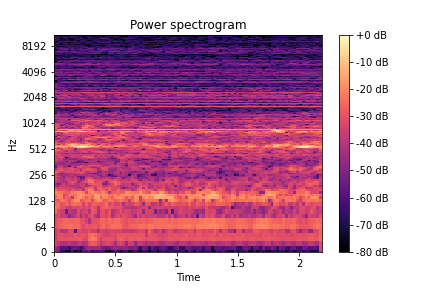 Power spectrogram
8192
4096
2048
1024
512
256
128
64
0
Hz
0
0.5
1
1.5
2
Time
+0 dB
-10 dB
-20 dB
-30 dB
-40 dB
-50 dB
-60 dB
-70 dB
-80 dB